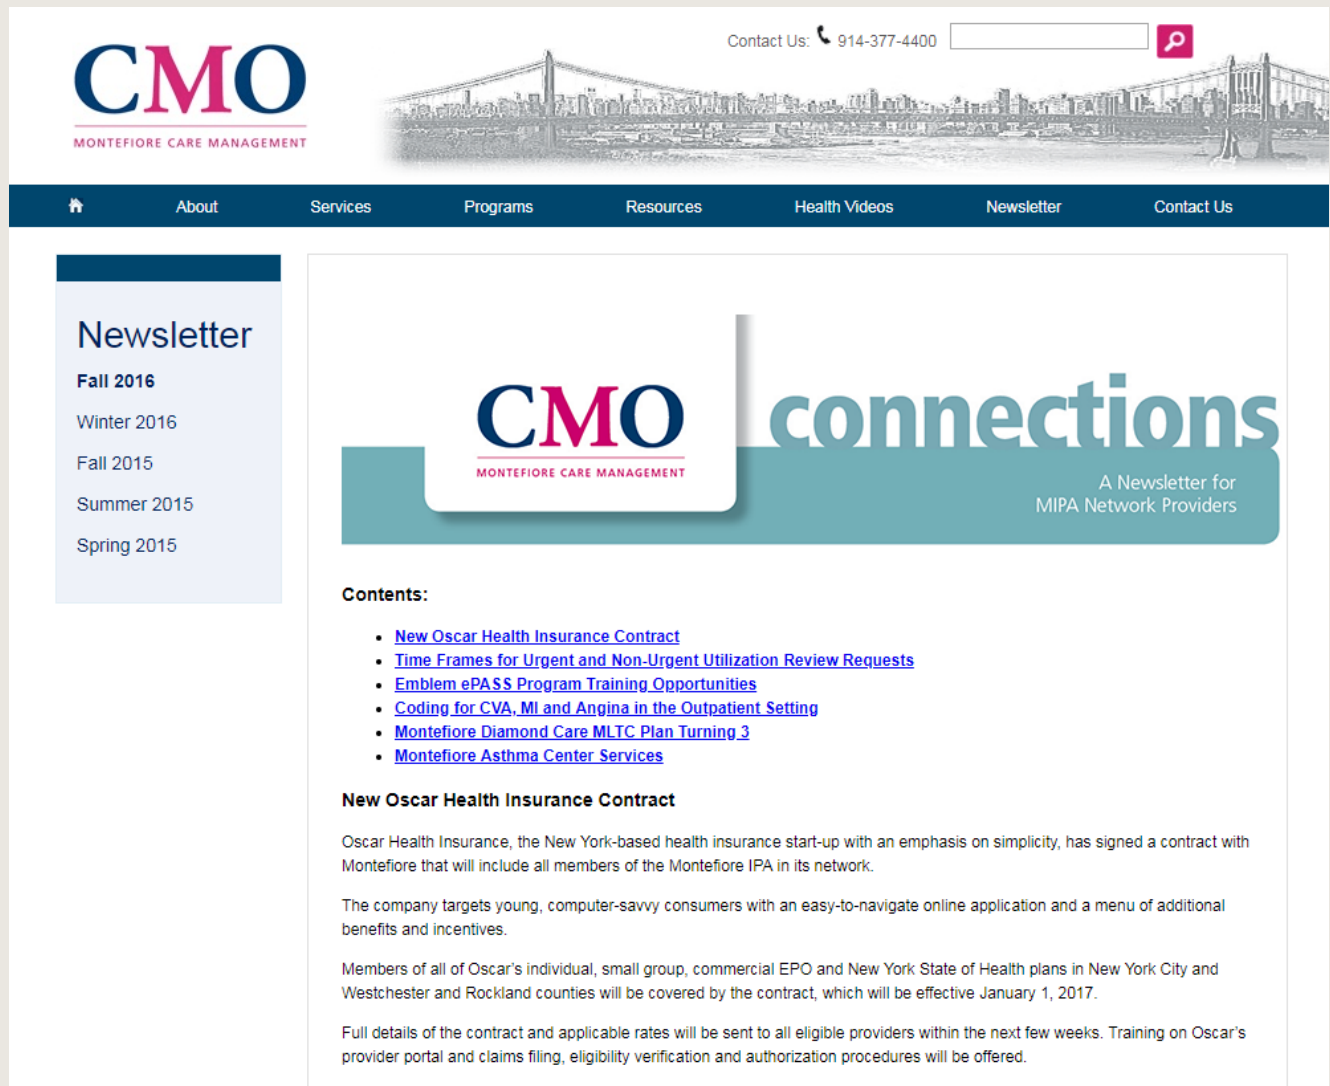 Contact Us: 914-377-4400
CMO
MONTEFIORE CARE MANAGEMENT
About Services Programs Resources Health Videos Newsletter Contact Us
Newsletter
Fall 2016
Winter 2016
Fall 2015
Summer 2015
Spring 2015
CMO
MONTEFIORE CARE MANAGEMENT
connections
A Newsletter for
MIPA Network Providers
Contents:
New Oscar Health Insurance Contract
Time Frames for Urgent and Non-Urgent Utilization Review Requests
Emblem ePASS Program Training Opportunities
Coding for CVA, MI and Angina in the Outpatient Setting
Montefiore Diamond Care MLTC Plan Turning 3
Montefiore Asthma Center Services
New Oscar Health Insurance Contract
Oscar Health Insurance, the New York-based health insurance start-up with an emphasis on simplicity, has signed a contract with
Montefiore that will include all members of the Montefiore IPA in its network.
The company targets young, computer-savvy consumers with an easy-to-navigate online application and a menu of additional
benefits and incentives.
Members of all of Oscar's individual, small group, commercial EPO and New York State of Health plans in New York City and
Westchester and Rockland counties will be covered by the contract, which will be effective January 1, 2017.
Full details of the contract and applicable rates will be sent to all eligible providers within the next few weeks. Training on Oscar's
provider portal and claims filing, eligibility verification and authorization procedures will be offered.